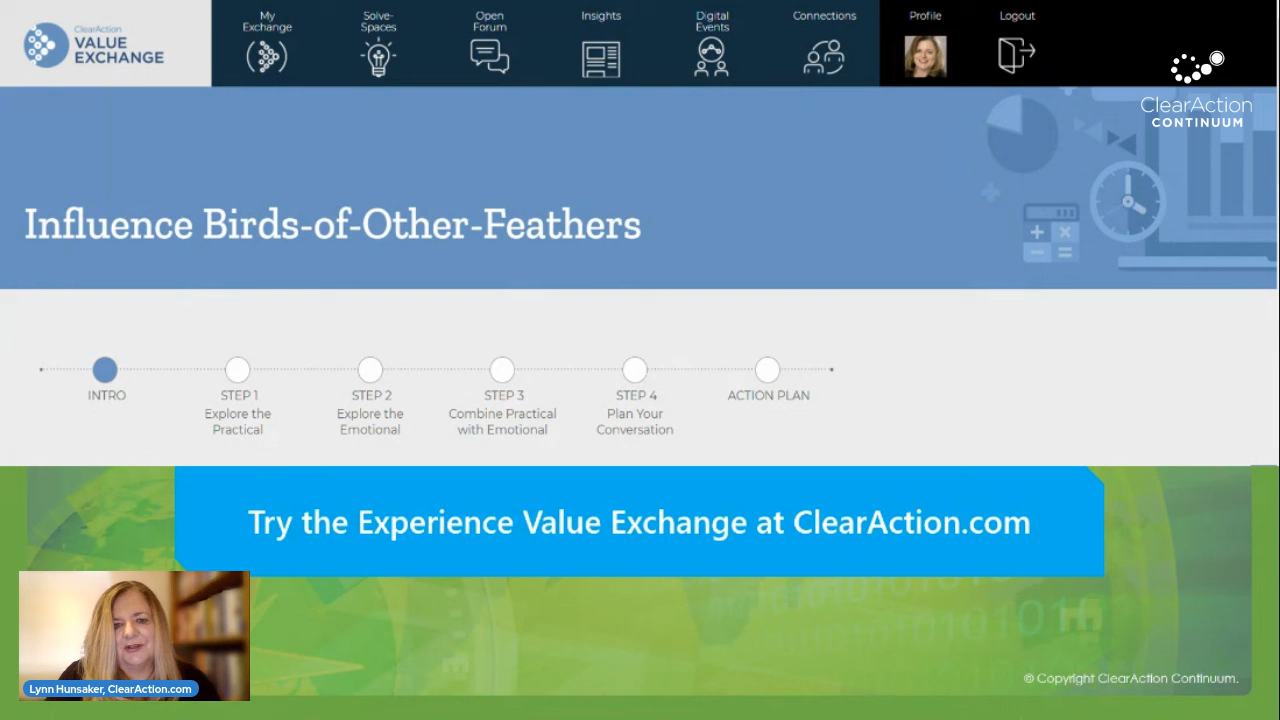 ClearAction
VALUE
EXCHANGE
My
Exchange
Solve-
Spaces
Open
Forum
Insights
Digital
Events
Connections
Profile
Logout
ClearAction
CONTINUUM
Influence Birds-of-Other-Feathers
INTRO
STEP 1
Explore the
Practical
STEP 2
Explore the
Emotional
STEP 3
Combine Practical
with Emotional
STEP 4
Plan Your
Conversation
ACTION PLAN
Try the Experience Value Exchange at ClearAction.com
Lynn Hunsaker, ClearAction.com
© Copyright ClearAction Continuum.